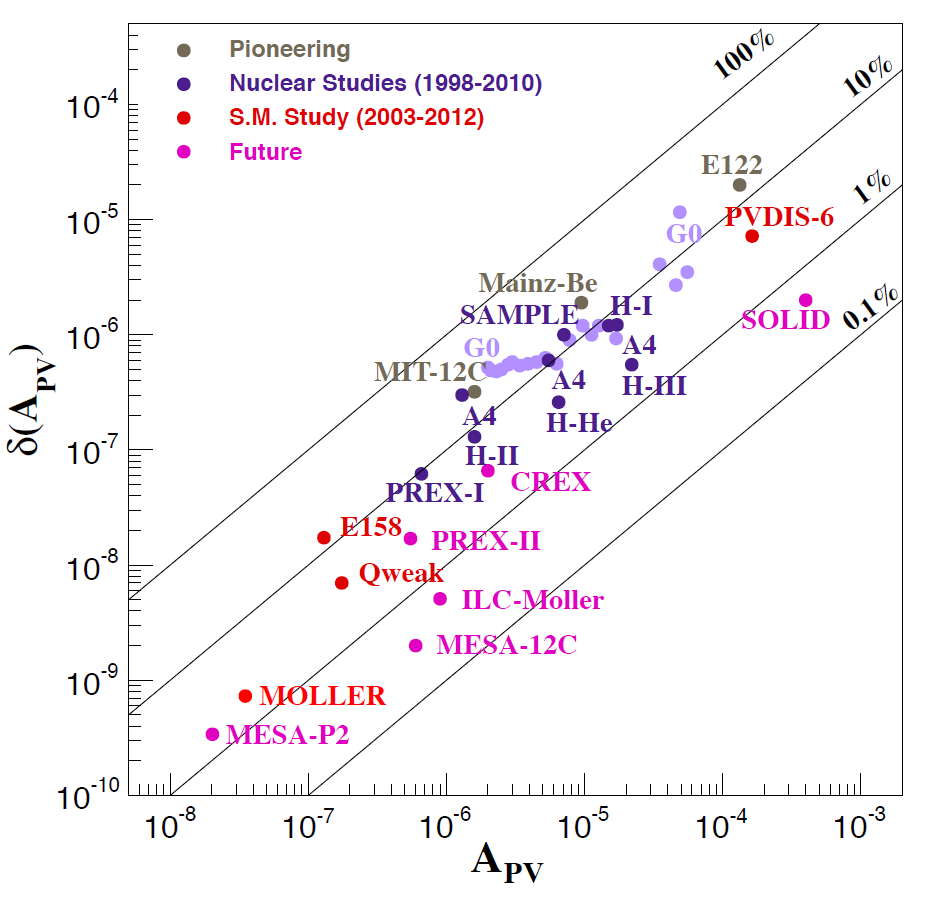 Pioneering
Nuclear Studies (1998-2010)
S.M. Study (2003-2012)
Future
100%
10%
1%
0.1%
E122
PVDIS-6
G0
Mainz-Be
SAMPLE
H-I
SOLID
G0
A4
MIT-12C
A4
H-III
A4
H-He
H-II
CREX
PREX-I
E158
PREX-II
Qweak
ILC-Moller
MESA-12C
MOLLER
MESA-P2
10-4
10-5
10-6
10-7
10-8
10-9
10-10
δ(APV)
10-8 10-7 10-6 10-5 10-4 10-3
APV